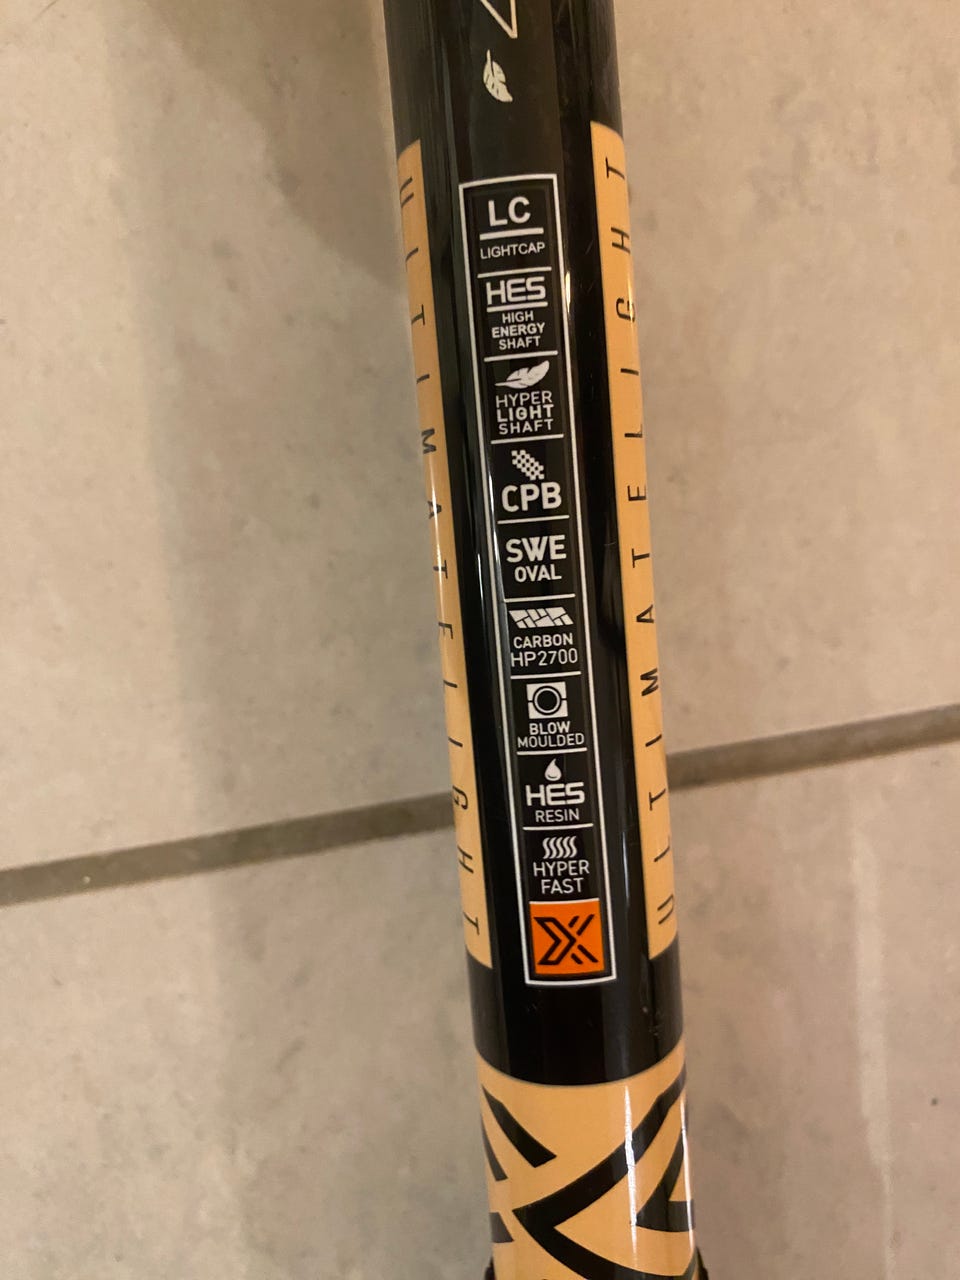 LC
LIGHTCAP
HES
HIGH
ENERGY
SHAFT
HYPER
LIGHT
SHAFT
CPB
SWE
OVAL
CARBON
HP2700
BLOW
MOULDED
HES
RESIN
HYPER
FAST
ULTIMATELIGHT
ULTIMATELIGHT